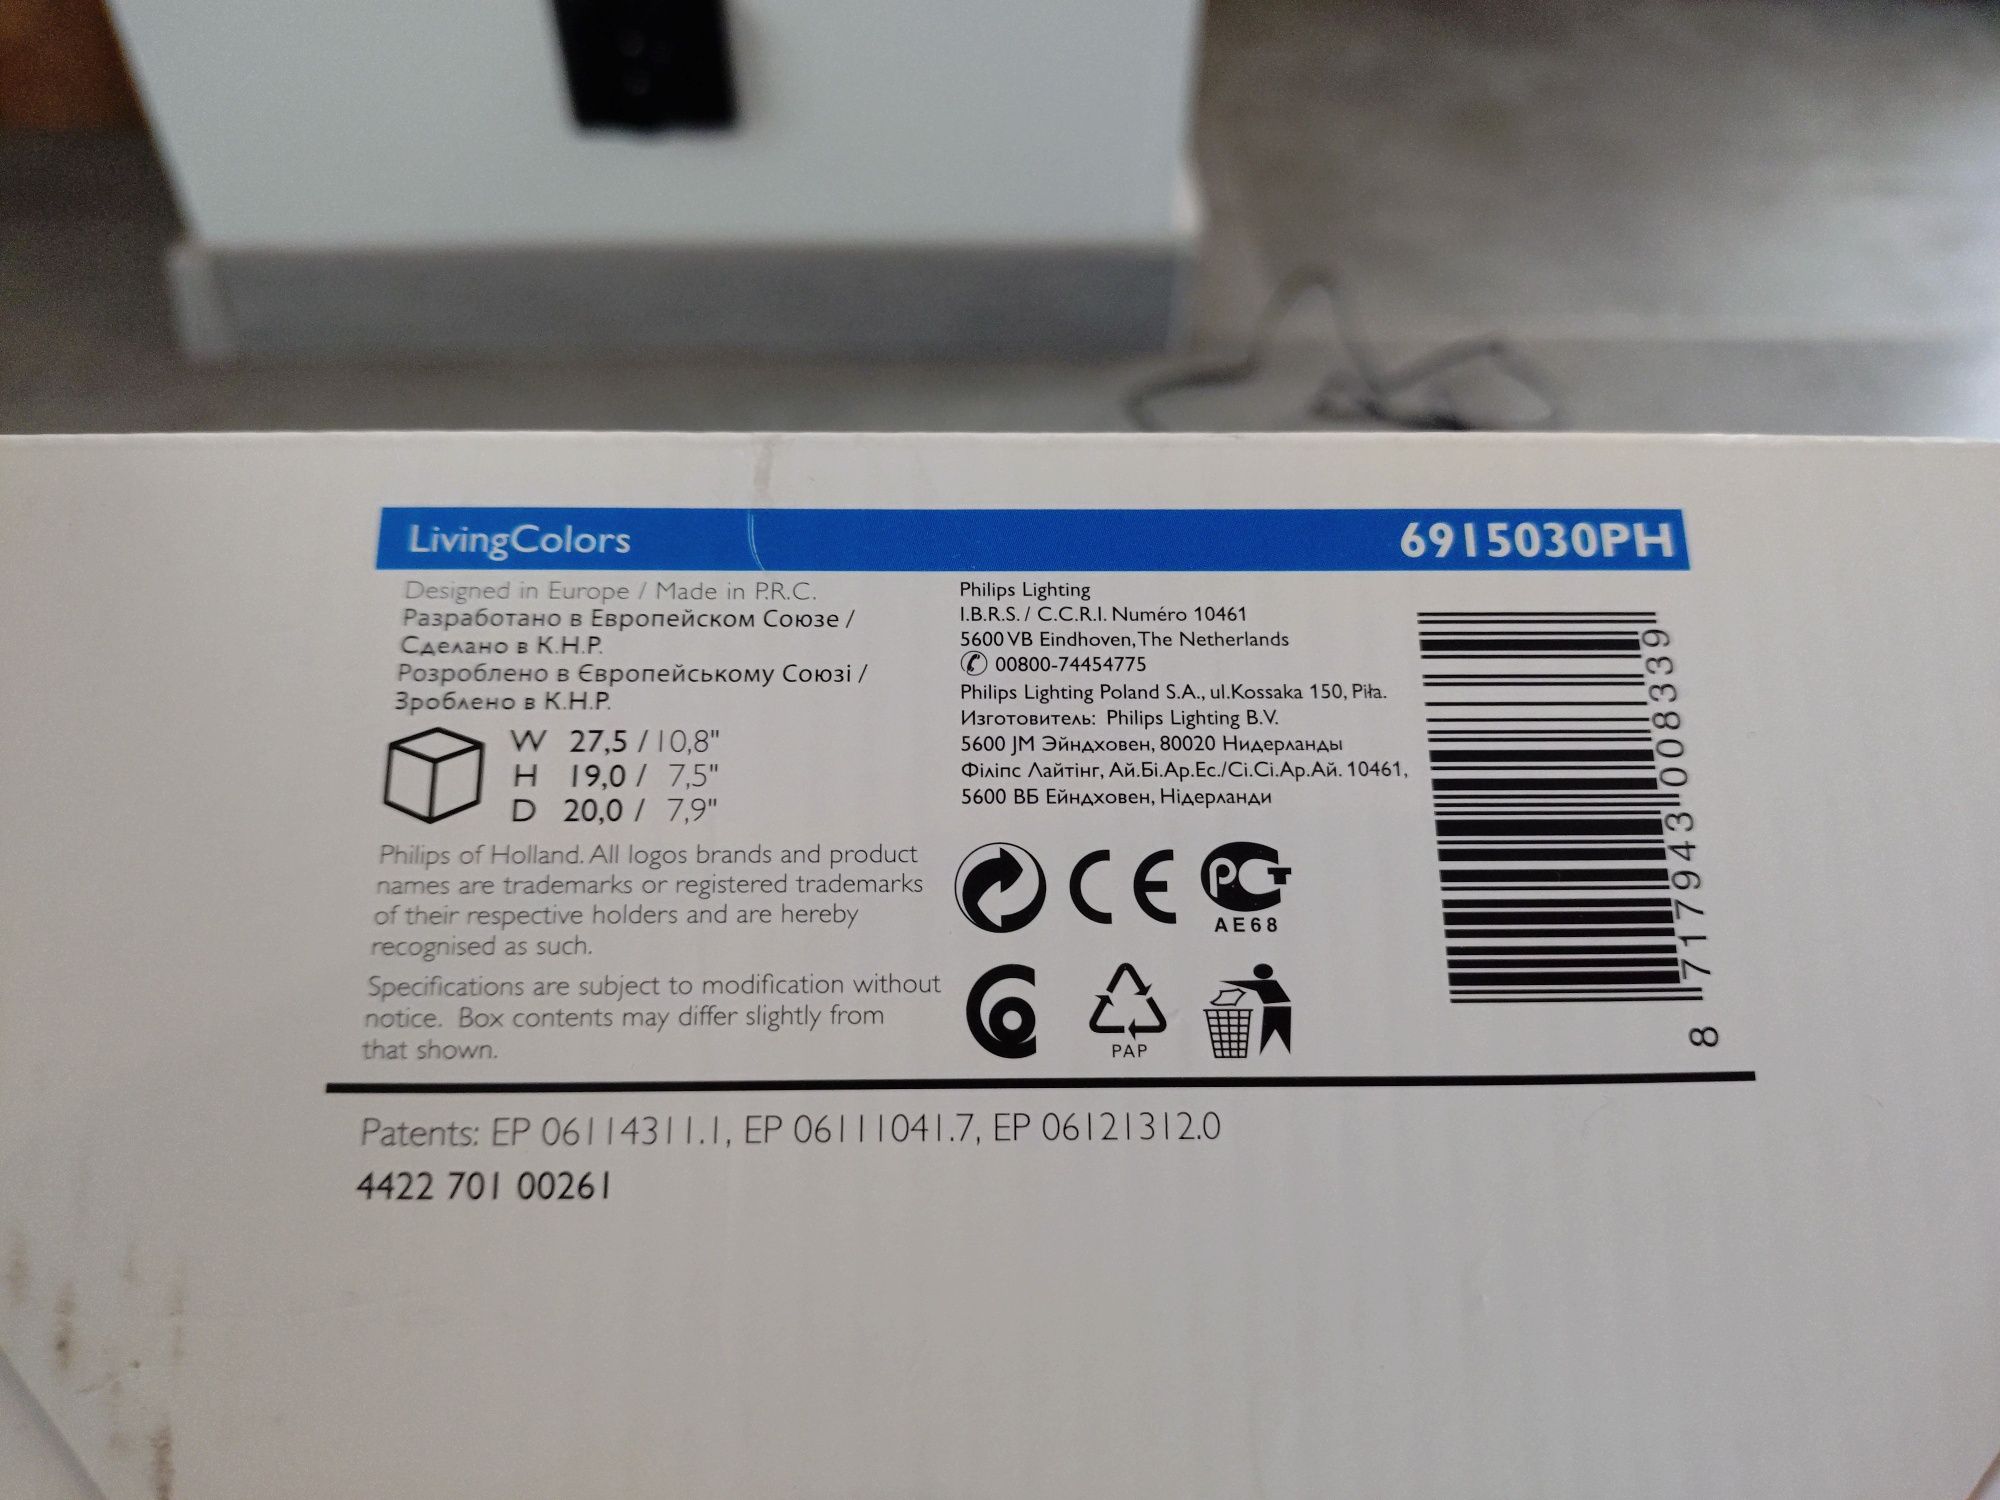 LivingColors
6915030PH
Designed in Europe / Made in P.R.C.
Разработано в Европейском Союзе /
Сделано в К.Н.Р.
Розроблено в Європейському Союзі /
Зроблено в К.Н.Р.
W 27,5 / 10,8"
H 19,0 / 7,5"
D 20,0 / 7,9"
Philips of Holland. All logos brands and product
names are trademarks or registered trademarks
of their respective holders and are hereby
recognised as such.
Specifications are subject to modification without
notice. Box contents may differ slightly from
that shown.
Philips Lighting
I.B.R.S. / C.C.R.I. Numéro 10461
5600 VB Eindhoven, The Netherlands
00800-74454775
Philips Lighting Poland S.A., ul.Kossaka 150, Piła.
Изготовитель: Philips Lighting B.V.
5600 JM Эйндховен, 80020 Нидерланды
Філіпс Лайтінг, Ай.Бі.Ар.Ес./Сі.Сі.Ар.Ай. 10461,
5600 ВБ Ейндховен, Нідерланди
CE
РСТ
AE68
PAP
8 717943 008339
Patents: EP 06114311.1, EP 06111041.7, EP 06121312.0
4422 701 00261